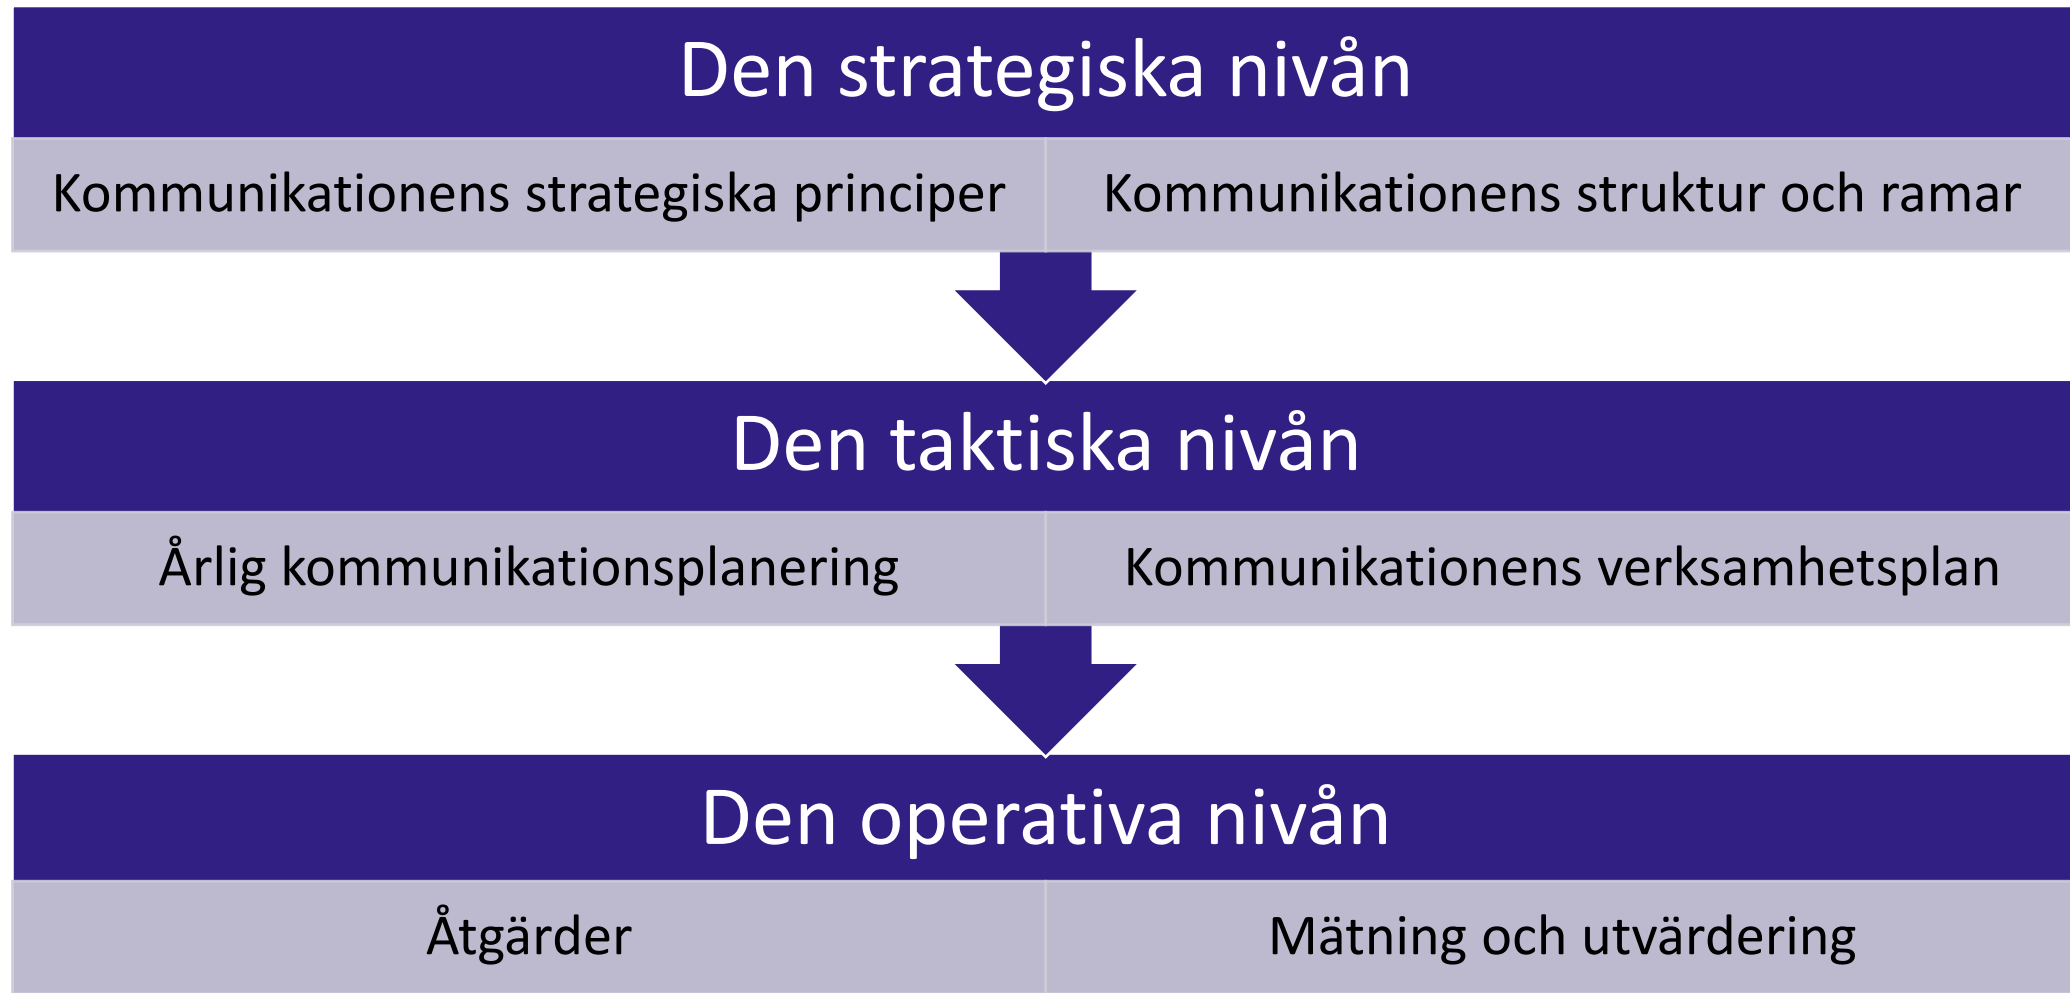 Den strategiska nivån
Kommunikationens strategiska principer
Kommunikationens struktur och ramar
Den taktiska nivån
Årlig kommunikationsplanering
Kommunikationens verksamhetsplan
Den operativa nivån
Åtgärder
Mätning och utvärdering